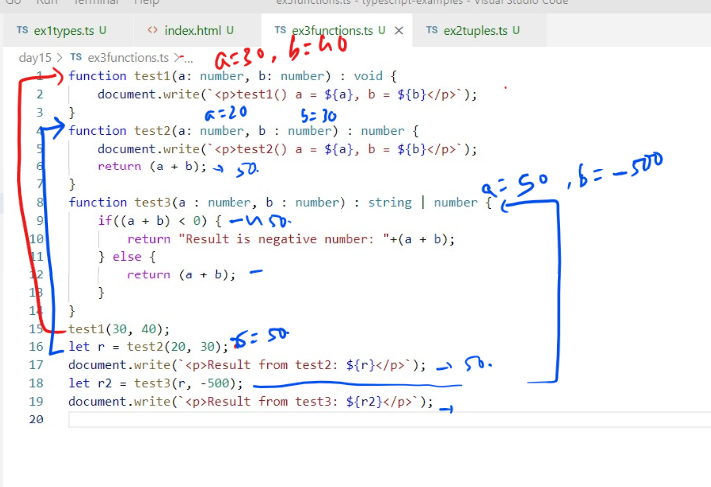 Go Run Terminal Help ex3functions.ts - typescript-examples - Visual Studio Code
TS ex1types.ts U <> index.html U TS ex3functions.ts U × TS ex2tuples.ts U
day15 > TS ex3functions.ts > ...
a=30, b=40
1 function test1(a: number, b: number) : void {
2 document.write(`<p>test1() a = ${a}, b = ${b}</p>`);
3 }
a=20 b=30
4 function test2(a: number, b : number) : number {
5 document.write(`<p>test2() a = ${a}, b = ${b}</p>`);
6 return (a + b); → 50.
7 }
a=50, b=-500
8 function test3(a : number, b : number) : string | number {
9 if((a + b) < 0) { -450.
10 return "Result is negative number: "+(a + b);
11 } else {
12 return (a + b);
13 }
14 }
15 test1(30, 40);
16 let r = test2(20, 30); = 50
17 document.write(`<p>Result from test2: ${r}</p>`); → 50.
18 let r2 = test3(r, -500);
19 document.write(`<p>Result from test3: ${r2}</p>`); →
20